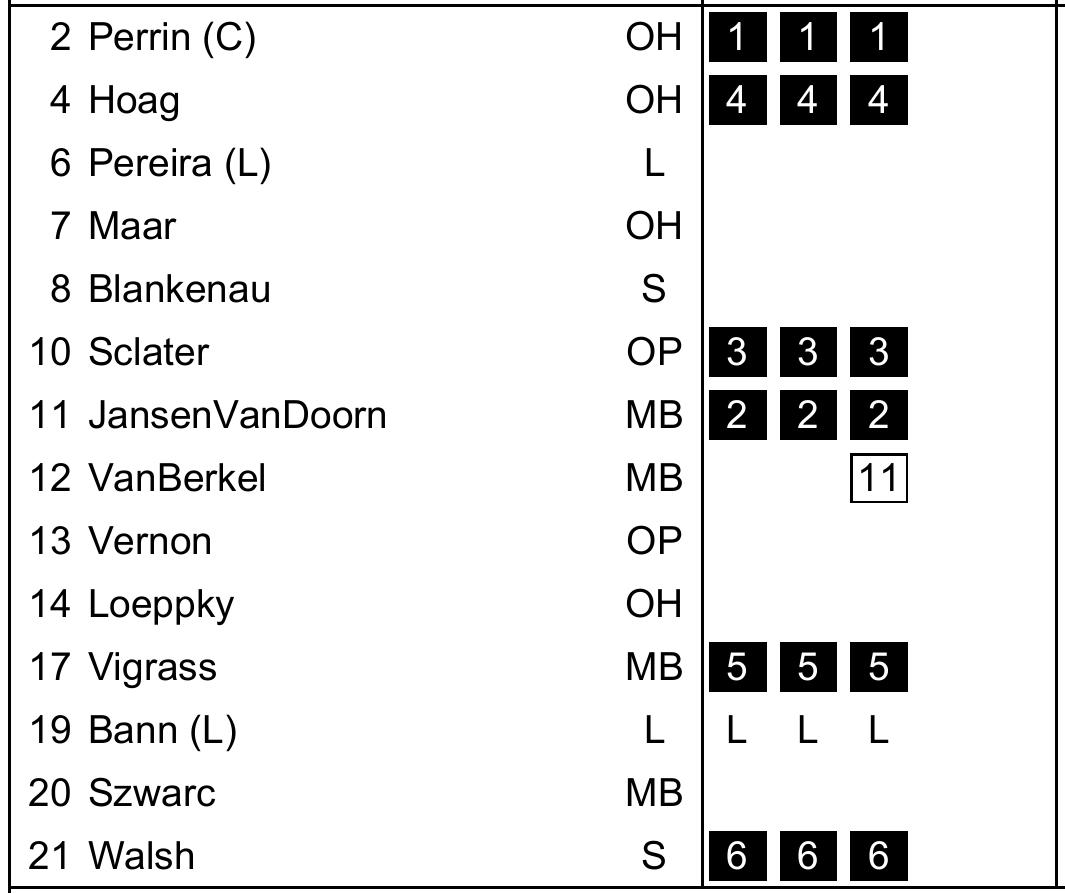 2 Perrin (C) OH 1 1 1
4 Hoag OH 4 4 4
6 Pereira (L) L
7 Maar OH
8 Blankenau S
10 Sclater OP 3 3 3
11 JansenVanDoorn MB 2 2 2
12 VanBerkel MB 11
13 Vernon OP
14 Loeppky OH
17 Vigrass MB 5 5 5
19 Bann (L) L L L L
20 Szwarc MB
21 Walsh S 6 6 6